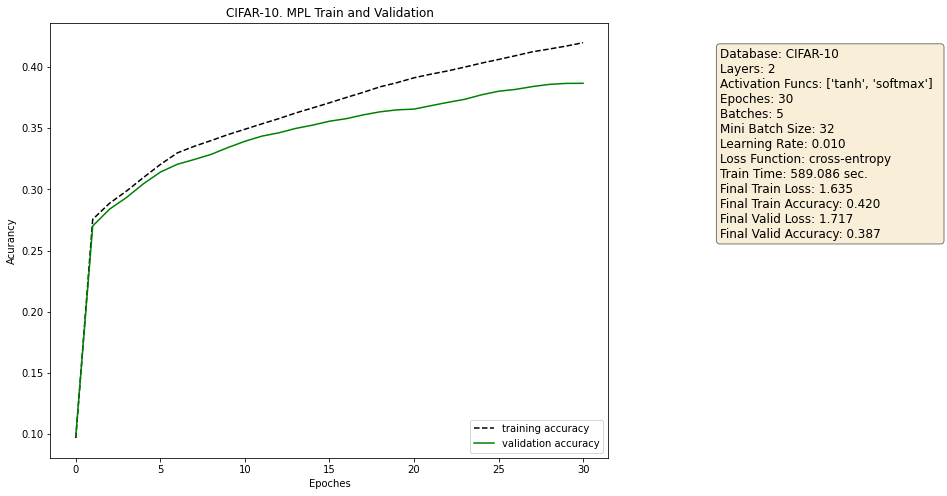 CIFAR-10. MPL Train and Validation
Acurancy
0.40
0.35
0.30
0.25
0.20
0.15
0.10
0
5
10
15
20
25
30
Epoches
training accuracy
validation accuracy
Database: CIFAR-10
Layers: 2
Activation Funcs: ['tanh', 'softmax']
Epoches: 30
Batches: 5
Mini Batch Size: 32
Learning Rate: 0.010
Loss Function: cross-entropy
Train Time: 589.086 sec.
Final Train Loss: 1.635
Final Train Accuracy: 0.420
Final Valid Loss: 1.717
Final Valid Accuracy: 0.387